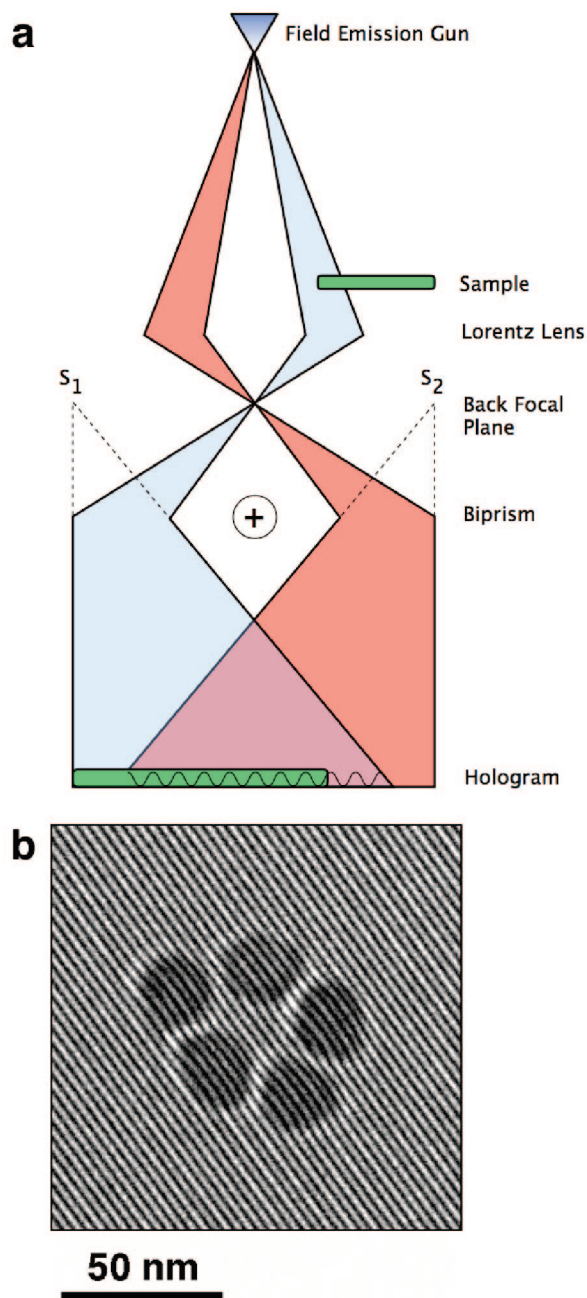 a
Field Emission Gun
Sample
Lorentz Lens
S1
S2
Back Focal
Plane
+
Biprism
Hologram
b
50 nm